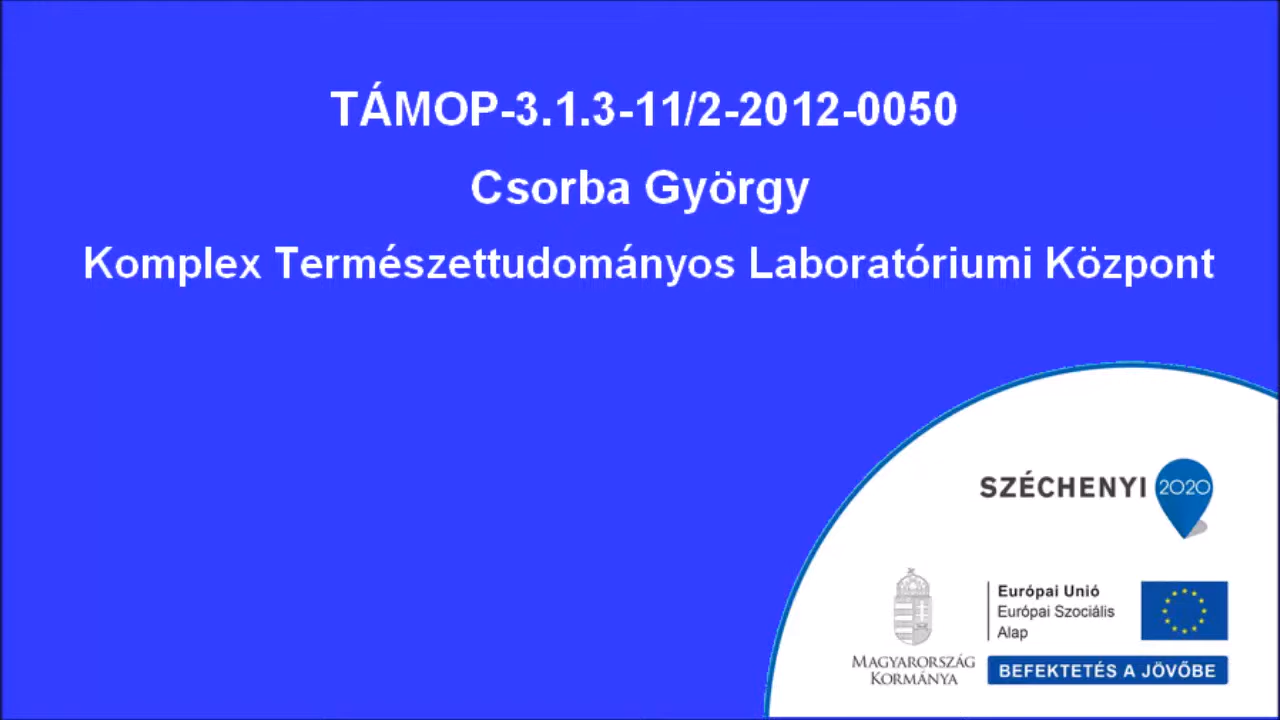 TÁMOP-3.1.3-11/2-2012-0050
Csorba György
Komplex Természettudományos Laboratóriumi Központ
SZÉCHENYI 2020
Európai Unió
Európai Szociális
Alap
MAGYARORSZÁG
KORMÁNYA
BEFEKTETÉS A JÖVŐBE